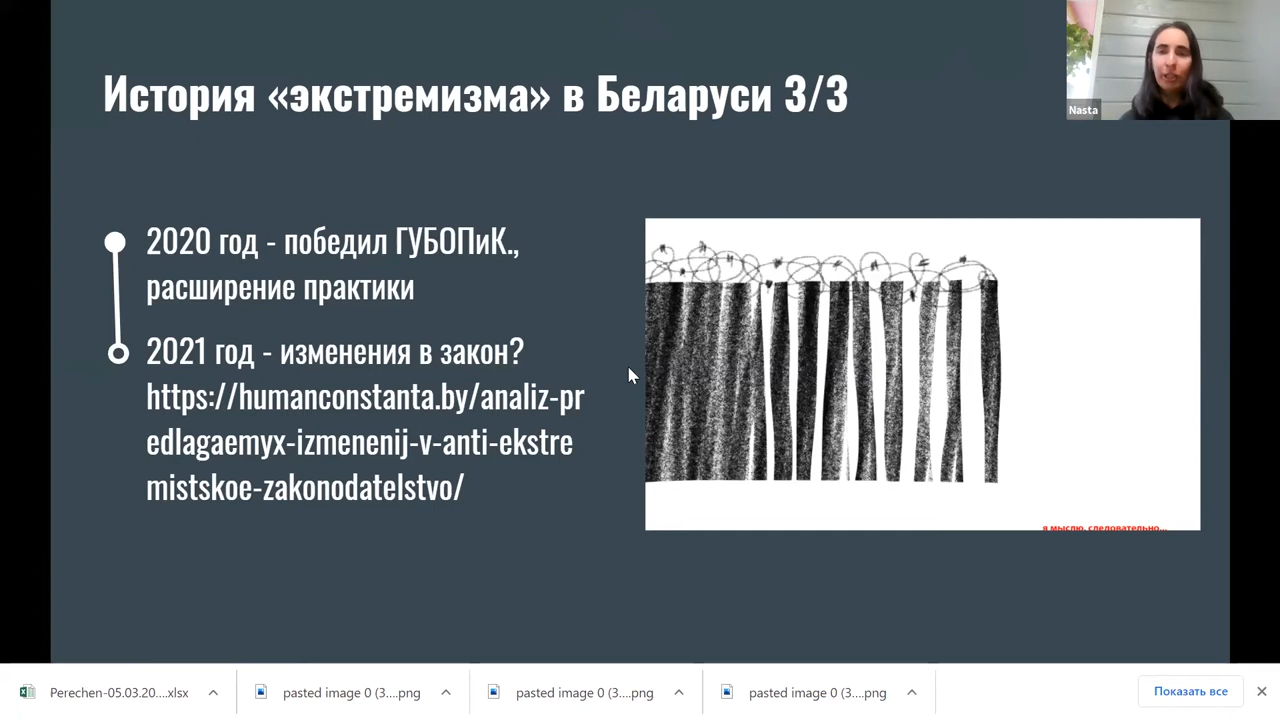 История «экстремизма» в Беларуси 3/3
Nasta
2020 год - победил ГУБОПиК.,
расширение практики
2021 год - изменения в закон?
https://humanconstanta.by/analiz-pr
edlagaemyx-izmenenij-v-anti-ekstre
mistskoe-zakonodatelstvo/
я мыслю, следовательно...
Perechen-05.03.20....xlsx
pasted image 0 (3....png
pasted image 0 (3....png
pasted image 0 (3....png
Показать все